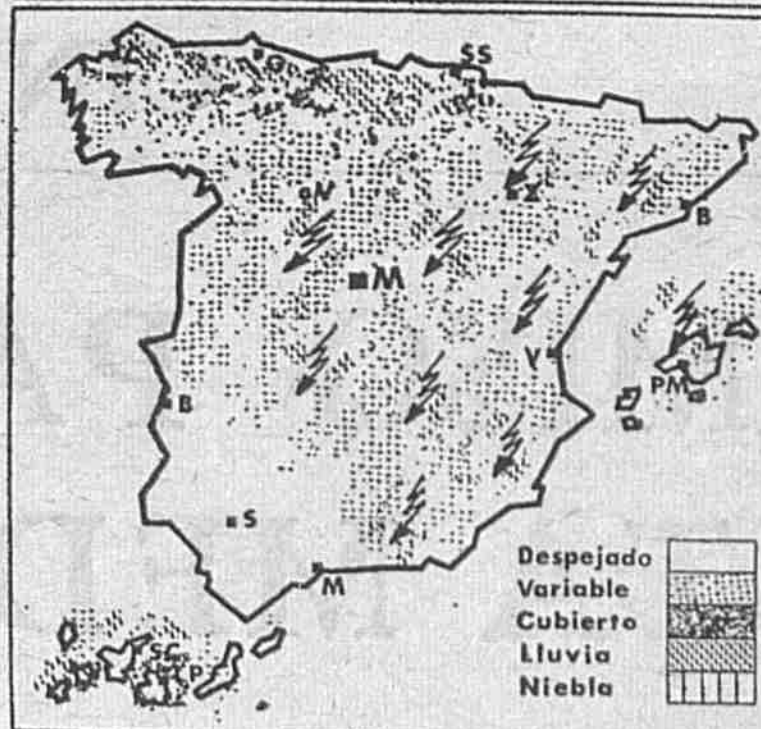 SS
O
V
Z
B
M
V
PM
B
S
M
SC
P
Despejado
Variable
Cubierto
Lluvia
Niebla